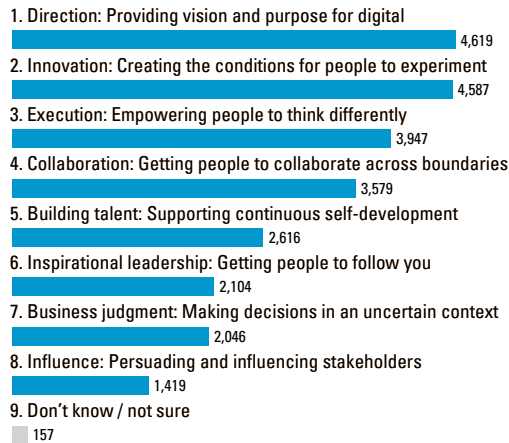 1. Direction: Providing vision and purpose for digital
4,619
2. Innovation: Creating the conditions for people to experiment
4,587
3. Execution: Empowering people to think differently
3,947
4. Collaboration: Getting people to collaborate across boundaries
3,579
5. Building talent: Supporting continuous self-development
2,616
6. Inspirational leadership: Getting people to follow you
2,104
7. Business judgment: Making decisions in an uncertain context
2,046
8. Influence: Persuading and influencing stakeholders
1,419
9. Don’t know / not sure
157